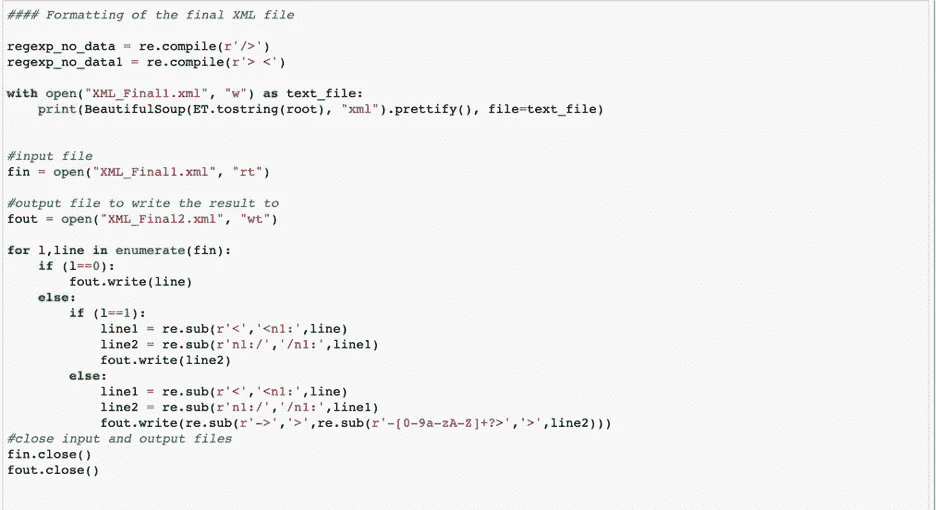 #### Formatting of the final XML file
regexp_no_data = re.compile(r'/>')
regexp_no_data1 = re.compile(r'> <')
with open("XML_Final1.xml", "w") as text_file:
print(BeautifulSoup(ET.tostring(root), "xml").prettify(), file=text_file)
#input file
fin = open("XML_Final1.xml", "rt")
#output file to write the result to
fout = open("XML_Final2.xml", "wt")
for l,line in enumerate(fin):
if (l==0):
fout.write(line)
else:
if (l==1):
line1 = re.sub(r'<','<n1:',line)
line2 = re.sub(r'n1:/','/n1:',line1)
fout.write(line2)
else:
line1 = re.sub(r'<','<n1:',line)
line2 = re.sub(r'n1:/','/n1:',line1)
fout.write(re.sub(r'->','>',re.sub(r'-[0-9a-zA-Z]+?>','>',line2)))
#close input and output files
fin.close()
fout.close()